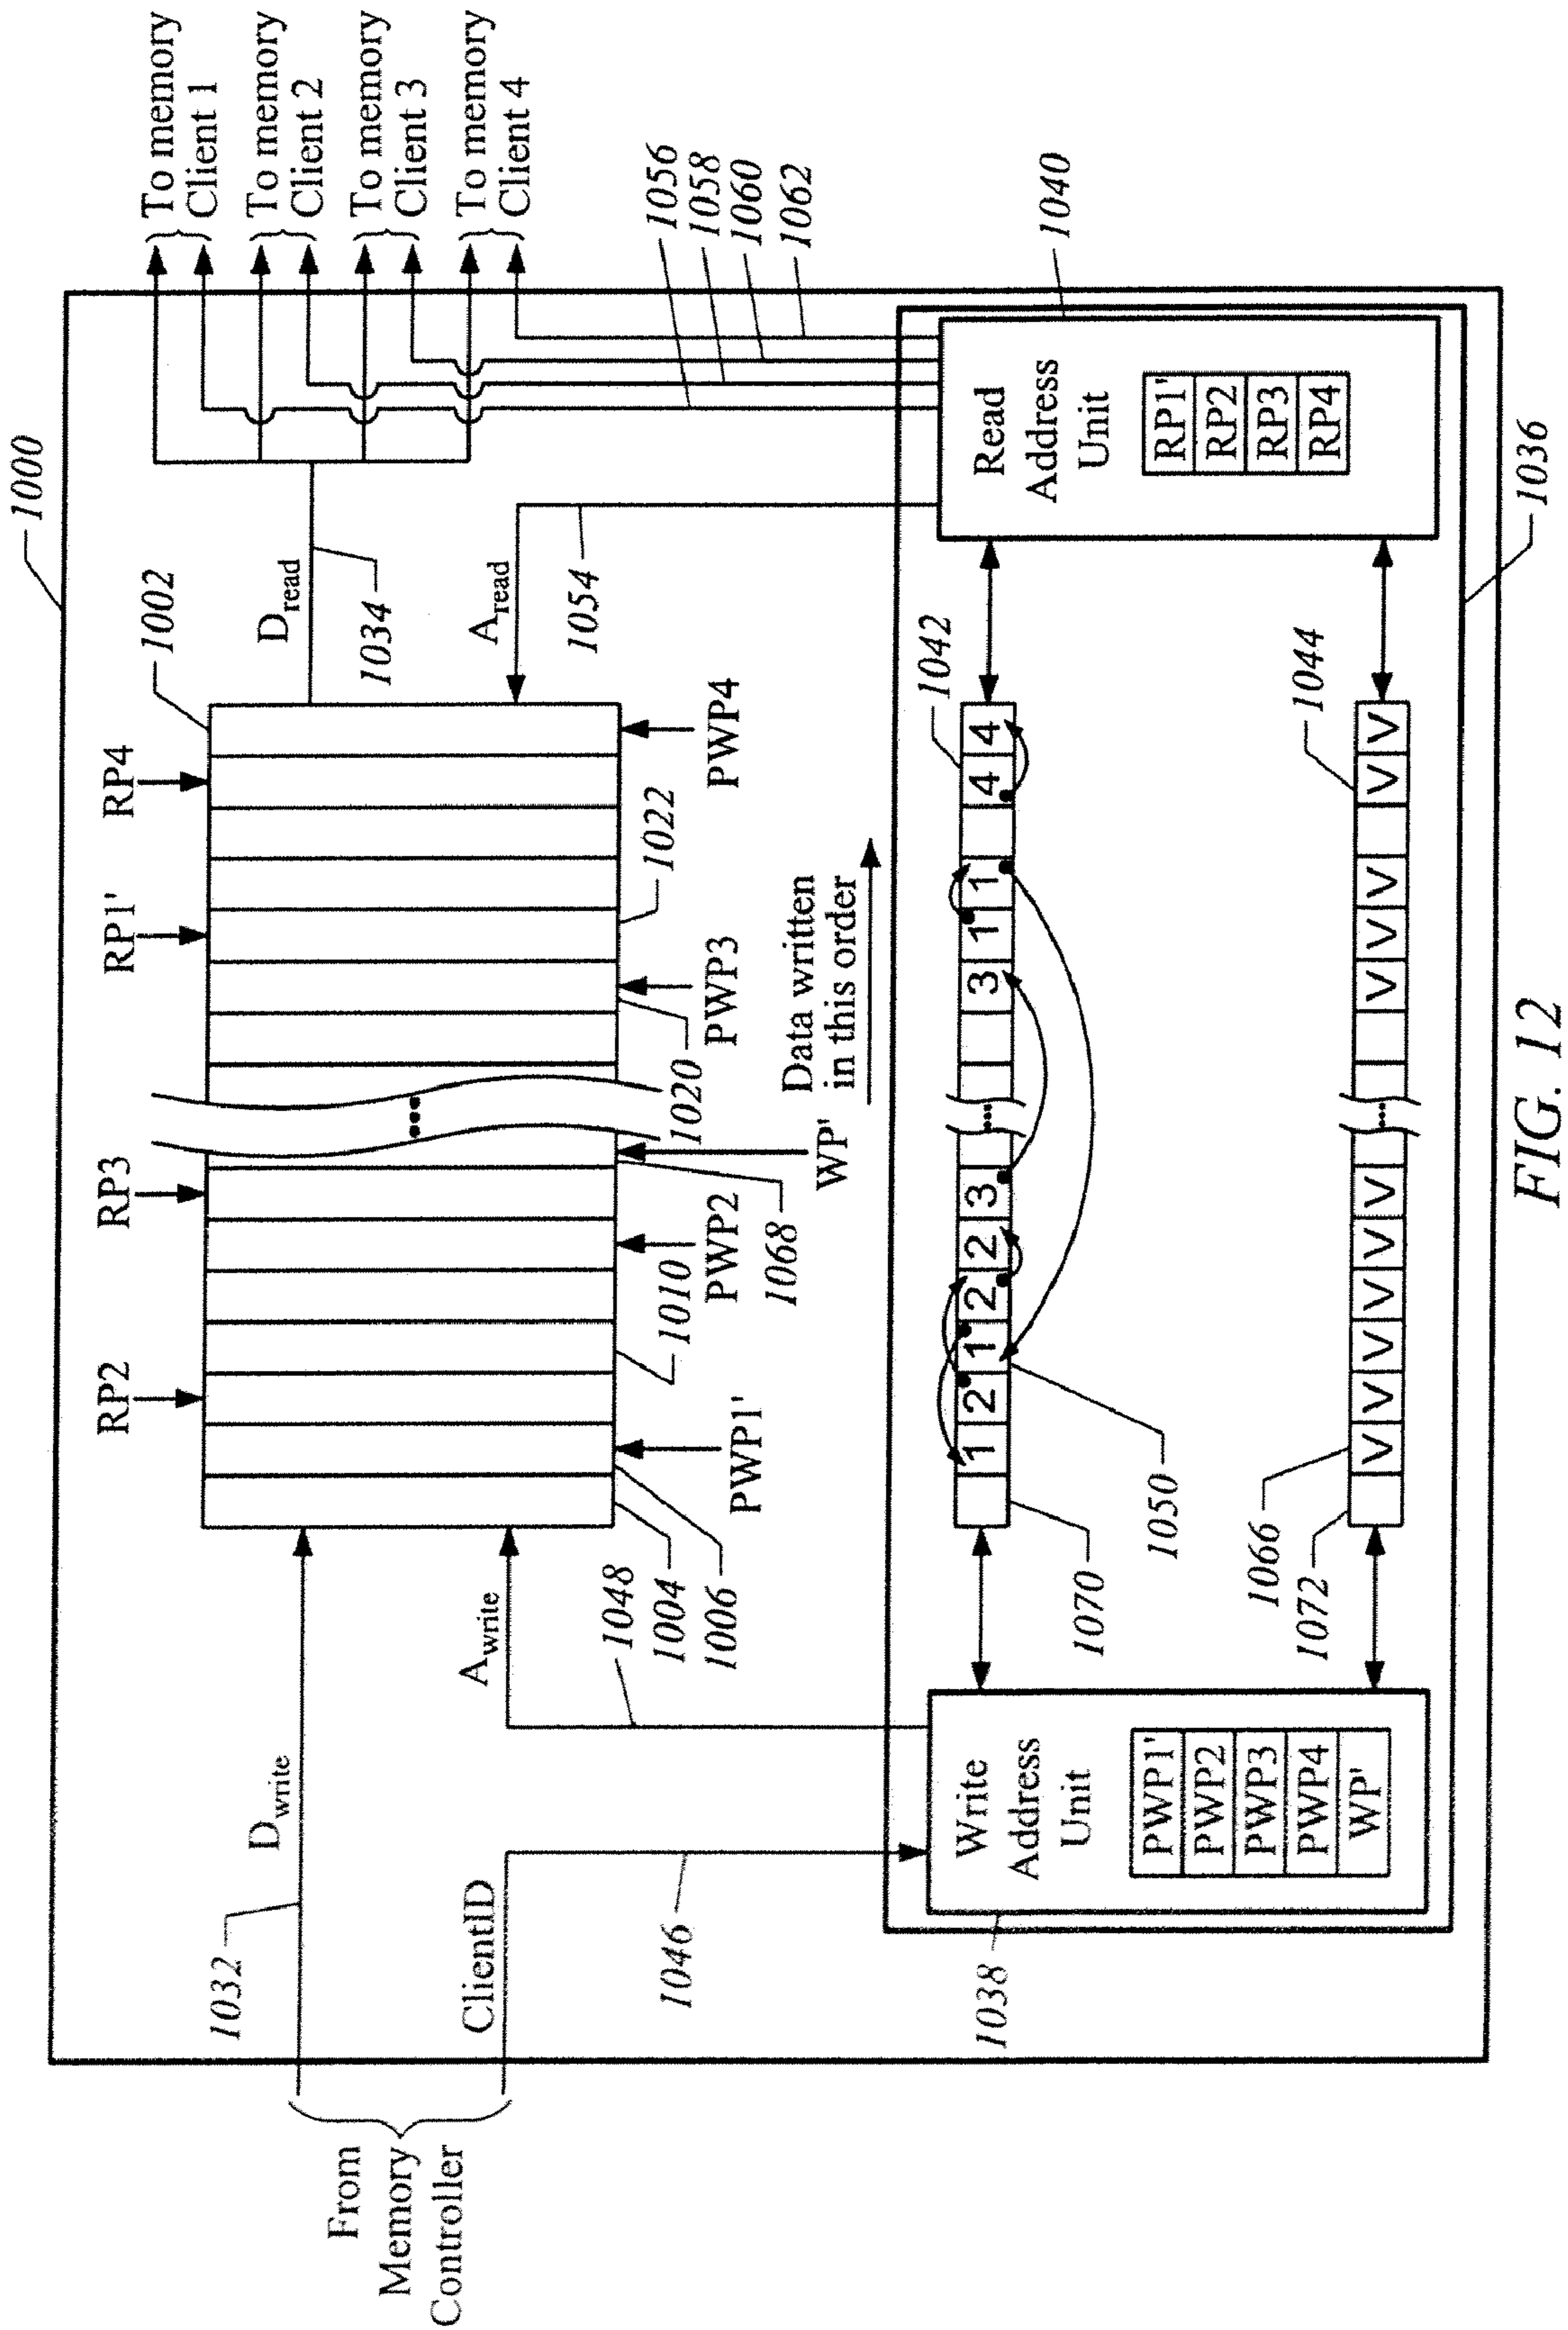 1000
To memory
Client 1
To memory
Client 2
To memory
Client 3
To memory
Client 4
RP2
RP3
RP1'
RP4
1002
From
Memory
Controller
1032
D_write
ClientID
1046
A_write
1048
1004
1006
PWP1'
1010
PWP2
1068
WP'
1020
PWP3
1022
PWP4
D_read
1034
A_read
1054
1056
1058
1060
1062
Data written
in this order
1038
Write
Address
Unit
PWP1'
PWP2
PWP3
PWP4
WP'
1042
1 2 1 2 2 3 3 1 1 4 4
1070
1050
1066
1072
1044
V V V V V V V V V V V
1040
Read
Address
Unit
RP1'
RP2
RP3
RP4
1036
FIG. 12